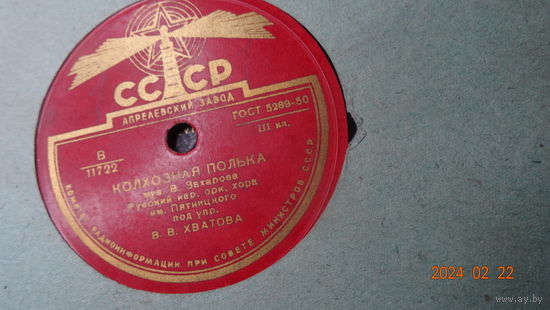 СССР
АПРЕЛЕВСКИЙ ЗАВОД
ГОСТ 5289-50
III кл.
В
11722
КОЛХОЗНАЯ ПОЛЬКА
муз. В. Захарова
Русский нар. орк. хора
им. Пятницкого
под упр.
В. В. ХВАТОВА
КОМИТЕТ РАДИОИНФОРМАЦИИ ПРИ СОВЕТЕ МИНИСТРОВ СССР
2024 02 22
www.ay.by